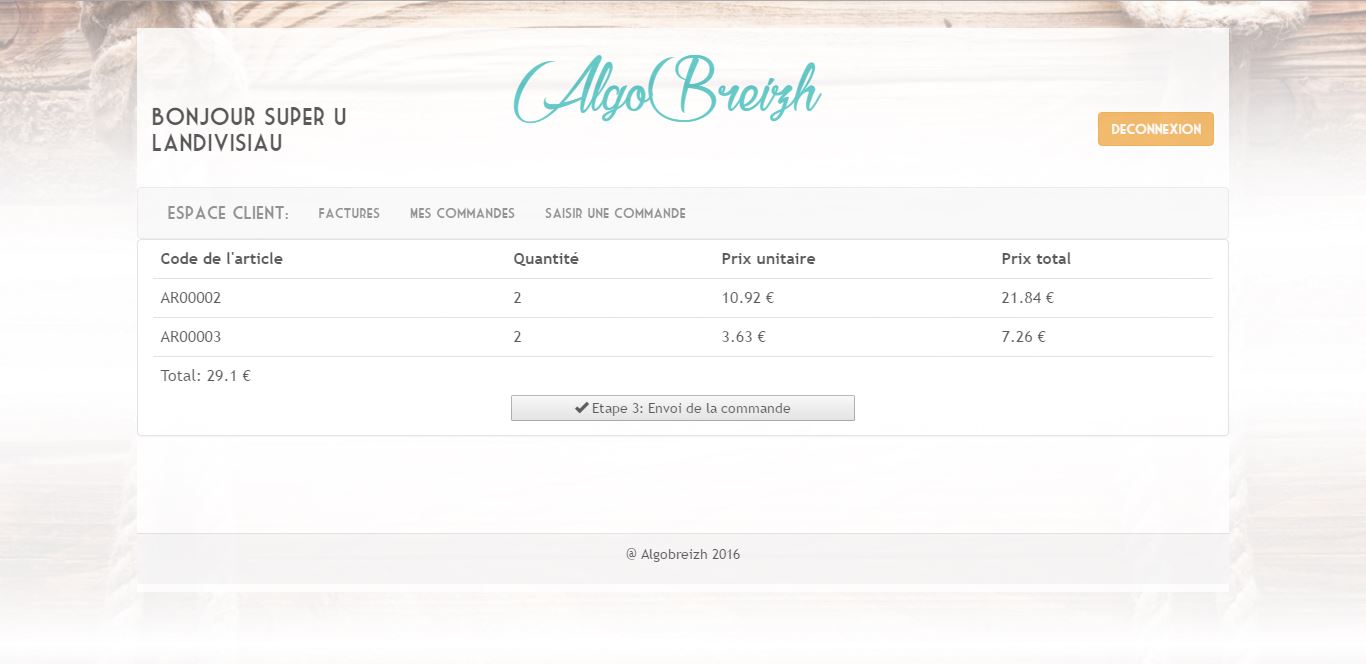 AlgoBreizh
BONJOUR SUPER U
LANDIVISIAU
DECONNEXION
ESPACE CLIENT: FACTURES MES COMMANDES SAISIR UNE COMMANDE
Code de l'article Quantité Prix unitaire Prix total
AR00002 2 10.92 € 21.84 €
AR00003 2 3.63 € 7.26 €
Total: 29.1 €
Etape 3: Envoi de la commande
@ Algobreizh 2016